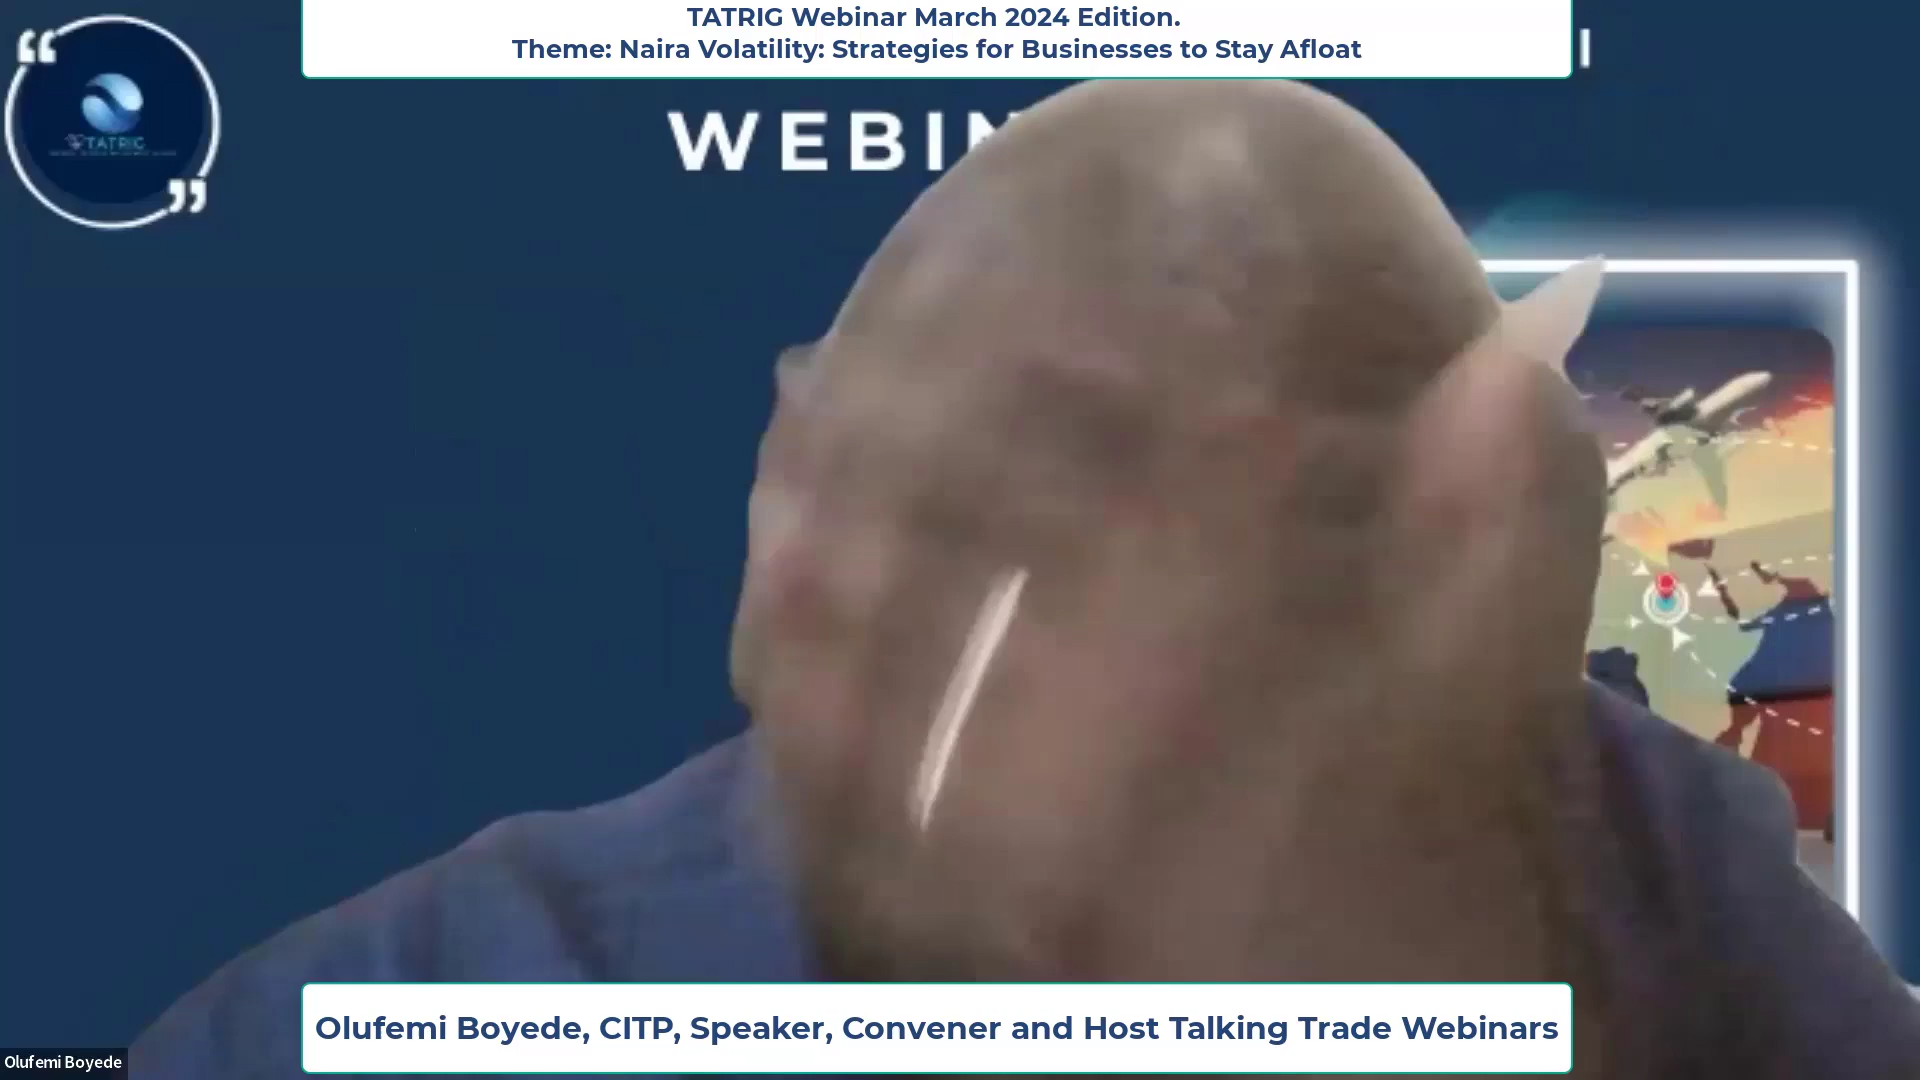 TATRIG Webinar March 2024 Edition.
Theme: Naira Volatility: Strategies for Businesses to Stay Afloat
WEBIN
TATRIG
Olufemi Boyede, CITP, Speaker, Convener and Host Talking Trade Webinars
Olufemi Boyede